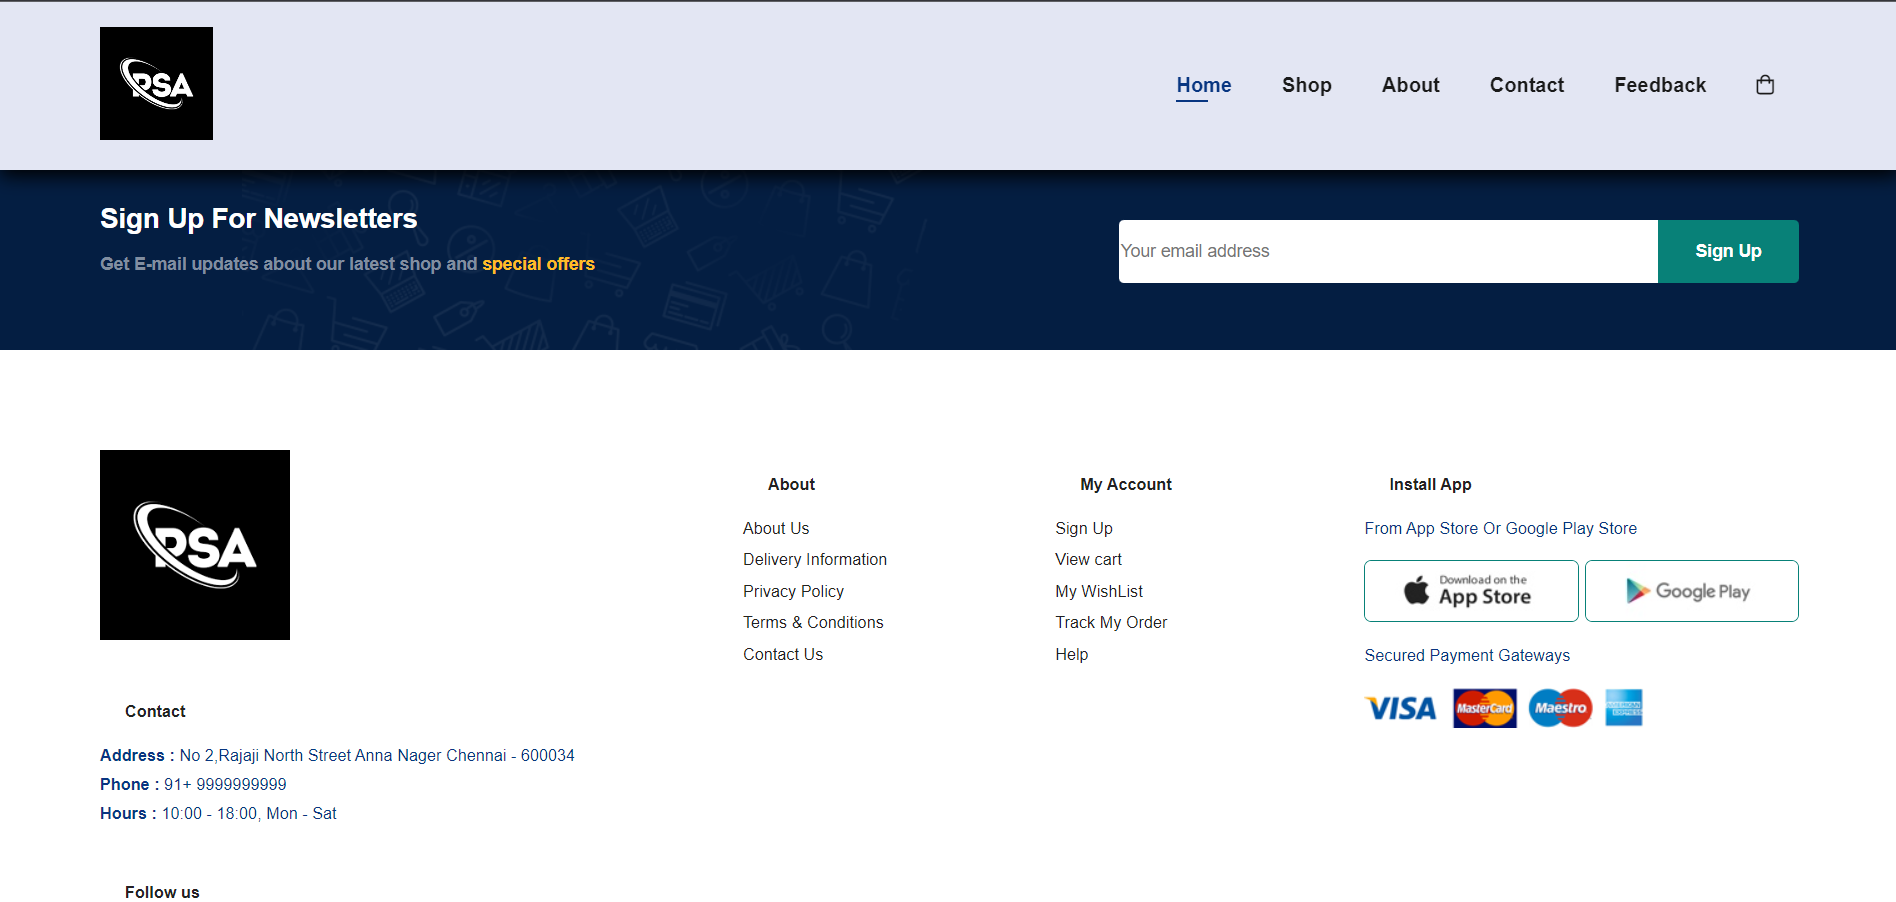 PSA
Home Shop About Contact Feedback
Sign Up For Newsletters
Get E-mail updates about our latest shop and special offers
Your email address
Sign Up
PSA
Contact
Address : No 2,Rajaji North Street Anna Nager Chennai - 600034
Phone : 91+ 9999999999
Hours : 10:00 - 18:00, Mon - Sat
Follow us
About
About Us
Delivery Information
Privacy Policy
Terms & Conditions
Contact Us
My Account
Sign Up
View cart
My WishList
Track My Order
Help
Install App
From App Store Or Google Play Store
Download on the
App Store
Google Play
Secured Payment Gateways
VISA
MasterCard
Maestro
AMERICAN
EXPRESS